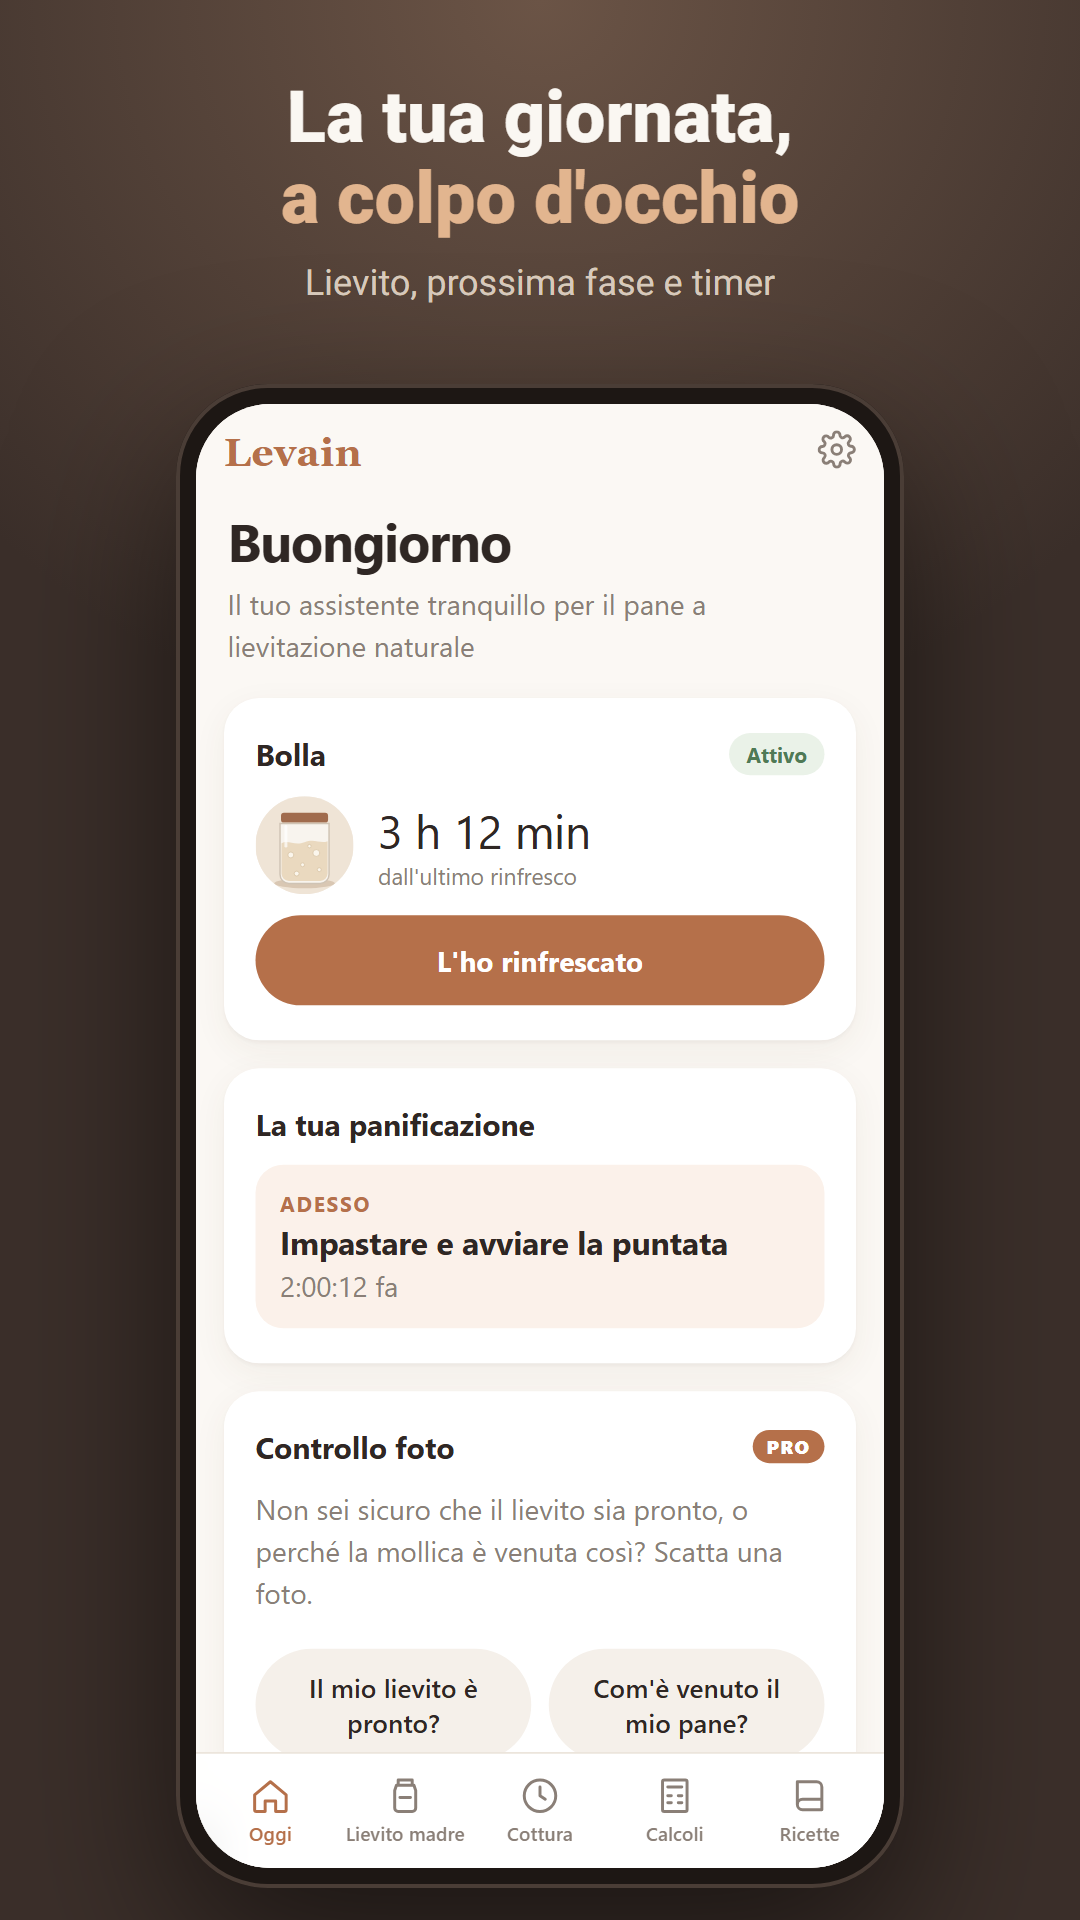 La tua giornata,
a colpo d'occhio
Lievito, prossima fase e timer
Levain
Buongiorno
Il tuo assistente tranquillo per il pane a
lievitazione naturale
Bolla
Attivo
3 h 12 min
dall'ultimo rinfresco
L'ho rinfrescato
La tua panificazione
ADESSO
Impastare e avviare la puntata
2:00:12 fa
Controllo foto
PRO
Non sei sicuro che il lievito sia pronto, o
perché la mollica è venuta così? Scatta una
foto.
Il mio lievito è
pronto?
Com'è venuto il
mio pane?
Oggi
Lievito madre
Cottura
Calcoli
Ricette